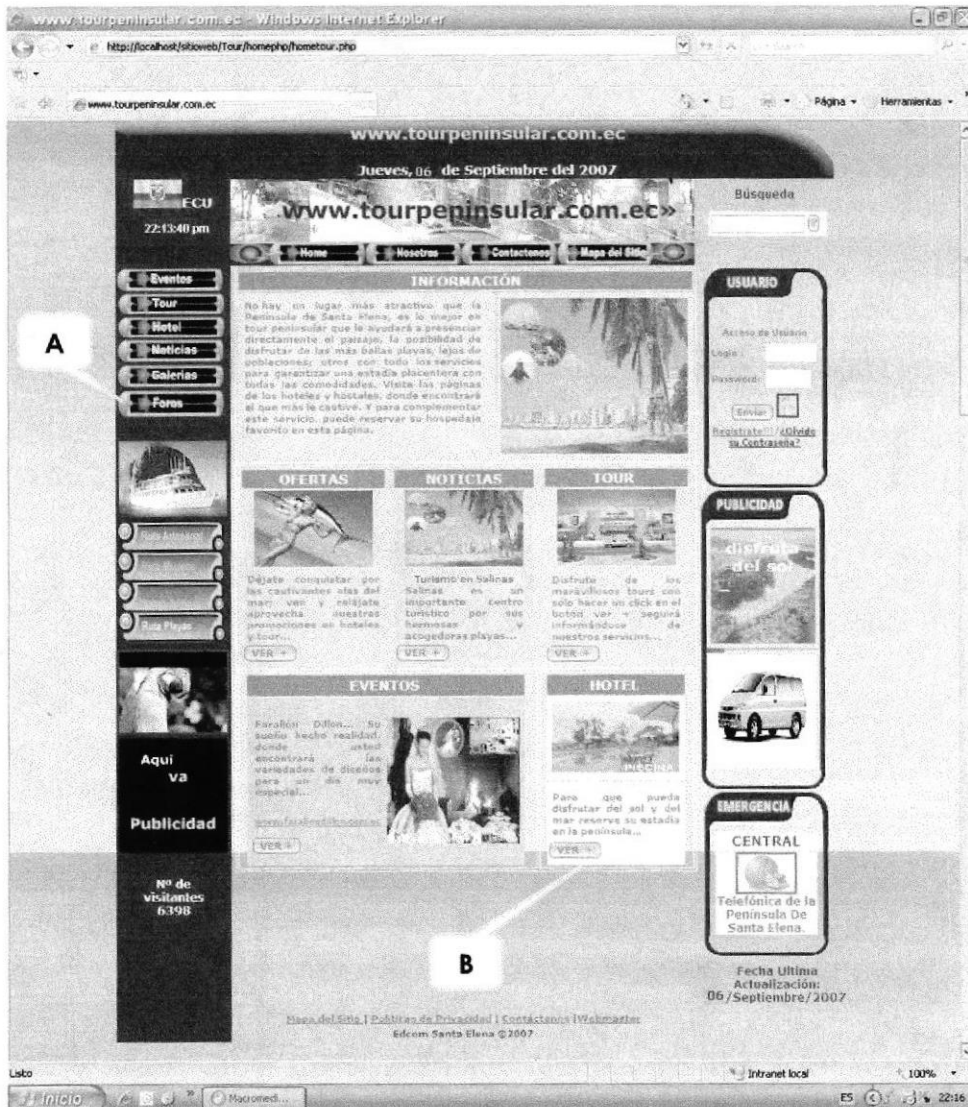 www.tourpeninsular.com.ec - Windows Internet Explorer
http://localhost/sitioweb/Tour/homephp/hometour.php
www.tourpeninsular.com.ec
Página
Herramientas
www.tourpeninsular.com.ec
Jueves, 06 de Septiembre del 2007
ECU
22:13:40 pm
www.tourpeninsular.com.ec»
Búsqueda
Home
Nosotros
Contactenos
Mapa del Sitio
Eventos
Tour
Hotel
Noticias
Galerias
Foros
A
INFORMACIÓN
No hay un lugar más atractivo que la
Península de Santa Elena, es lo mejor en
tour peninsular que le ayudará a presenciar
directamente el paisaje, la posibilidad de
disfrutar de las más bellas playas, lejos de
poblaciones; otros con todo los servicios
para garantizar una estadía placentera con
todas las comodidades. Visite las páginas
de los hoteles y hostales, donde encontrará
el que más le cautive. Y para complementar
este servicio, puede reservar su hospedaje
favorito en esta página.
USUARIO
Acceso de Usuario
Login :
Password:
Enviar
Registrate!!!/¿Olvido
su Contraseña?
OFERTAS
Déjate conquistar por
las cautivantes olas del
mar; ven y relájate
aprovecha nuestras
promociones en hoteles
y tour...
VER +
NOTICIAS
Turismo en Salinas
Salinas es un
importante centro
turístico por sus
hermosas y
acogedoras playas...
VER +
TOUR
Disfrute de los
maravillosos tours con
solo hacer un click en el
botón ver + seguirá
informándose de
nuestros servicios...
VER +
PUBLICIDAD
disfruta
del sol
Ruta
Ruta Playas
EVENTOS
Farallón Dillon... Su
sueño hecho realidad,
donde usted
encontrará las
variedades de diseños
para un día muy
especial...
VER +
HOTEL
PISCINA
Para que pueda
disfrutar del sol y del
mar reserve su estadía
en la península...
VER +
Aqui
va
Publicidad
Nº de
visitantes
6398
EMERGENCIA
CENTRAL
Telefónica de la
Península De
Santa Elena.
B
Fecha Ultima
Actualización:
06/Septiembre/2007
Mapa del Sitio | Políticas de Privacidad | Contáctenos |Webmaster
Edcom Santa Elena ©2007
Listo
Intranet local
100%
Inicio
Macromedi...
ES
22:16